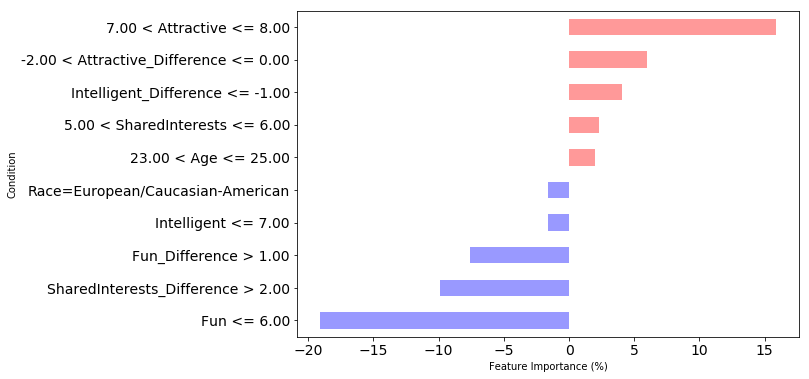 7.00 < Attractive <= 8.00
-2.00 < Attractive_Difference <= 0.00
Intelligent_Difference <= -1.00
5.00 < SharedInterests <= 6.00
23.00 < Age <= 25.00
Race=European/Caucasian-American
Intelligent <= 7.00
Fun_Difference > 1.00
SharedInterests_Difference > 2.00
Fun <= 6.00
Condition
−20 −15 −10 −5 0 5 10 15
Feature Importance (%)